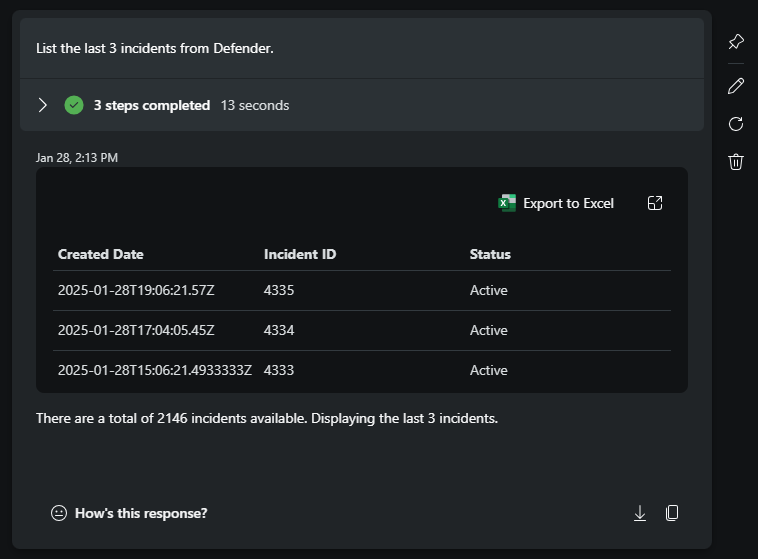 List the last 3 incidents from Defender.
3 steps completed 13 seconds
Jan 28, 2:13 PM
Export to Excel
Created Date Incident ID Status
2025-01-28T19:06:21.57Z 4335 Active
2025-01-28T17:04:05.45Z 4334 Active
2025-01-28T15:06:21.4933333Z 4333 Active
There are a total of 2146 incidents available. Displaying the last 3 incidents.
How's this response?